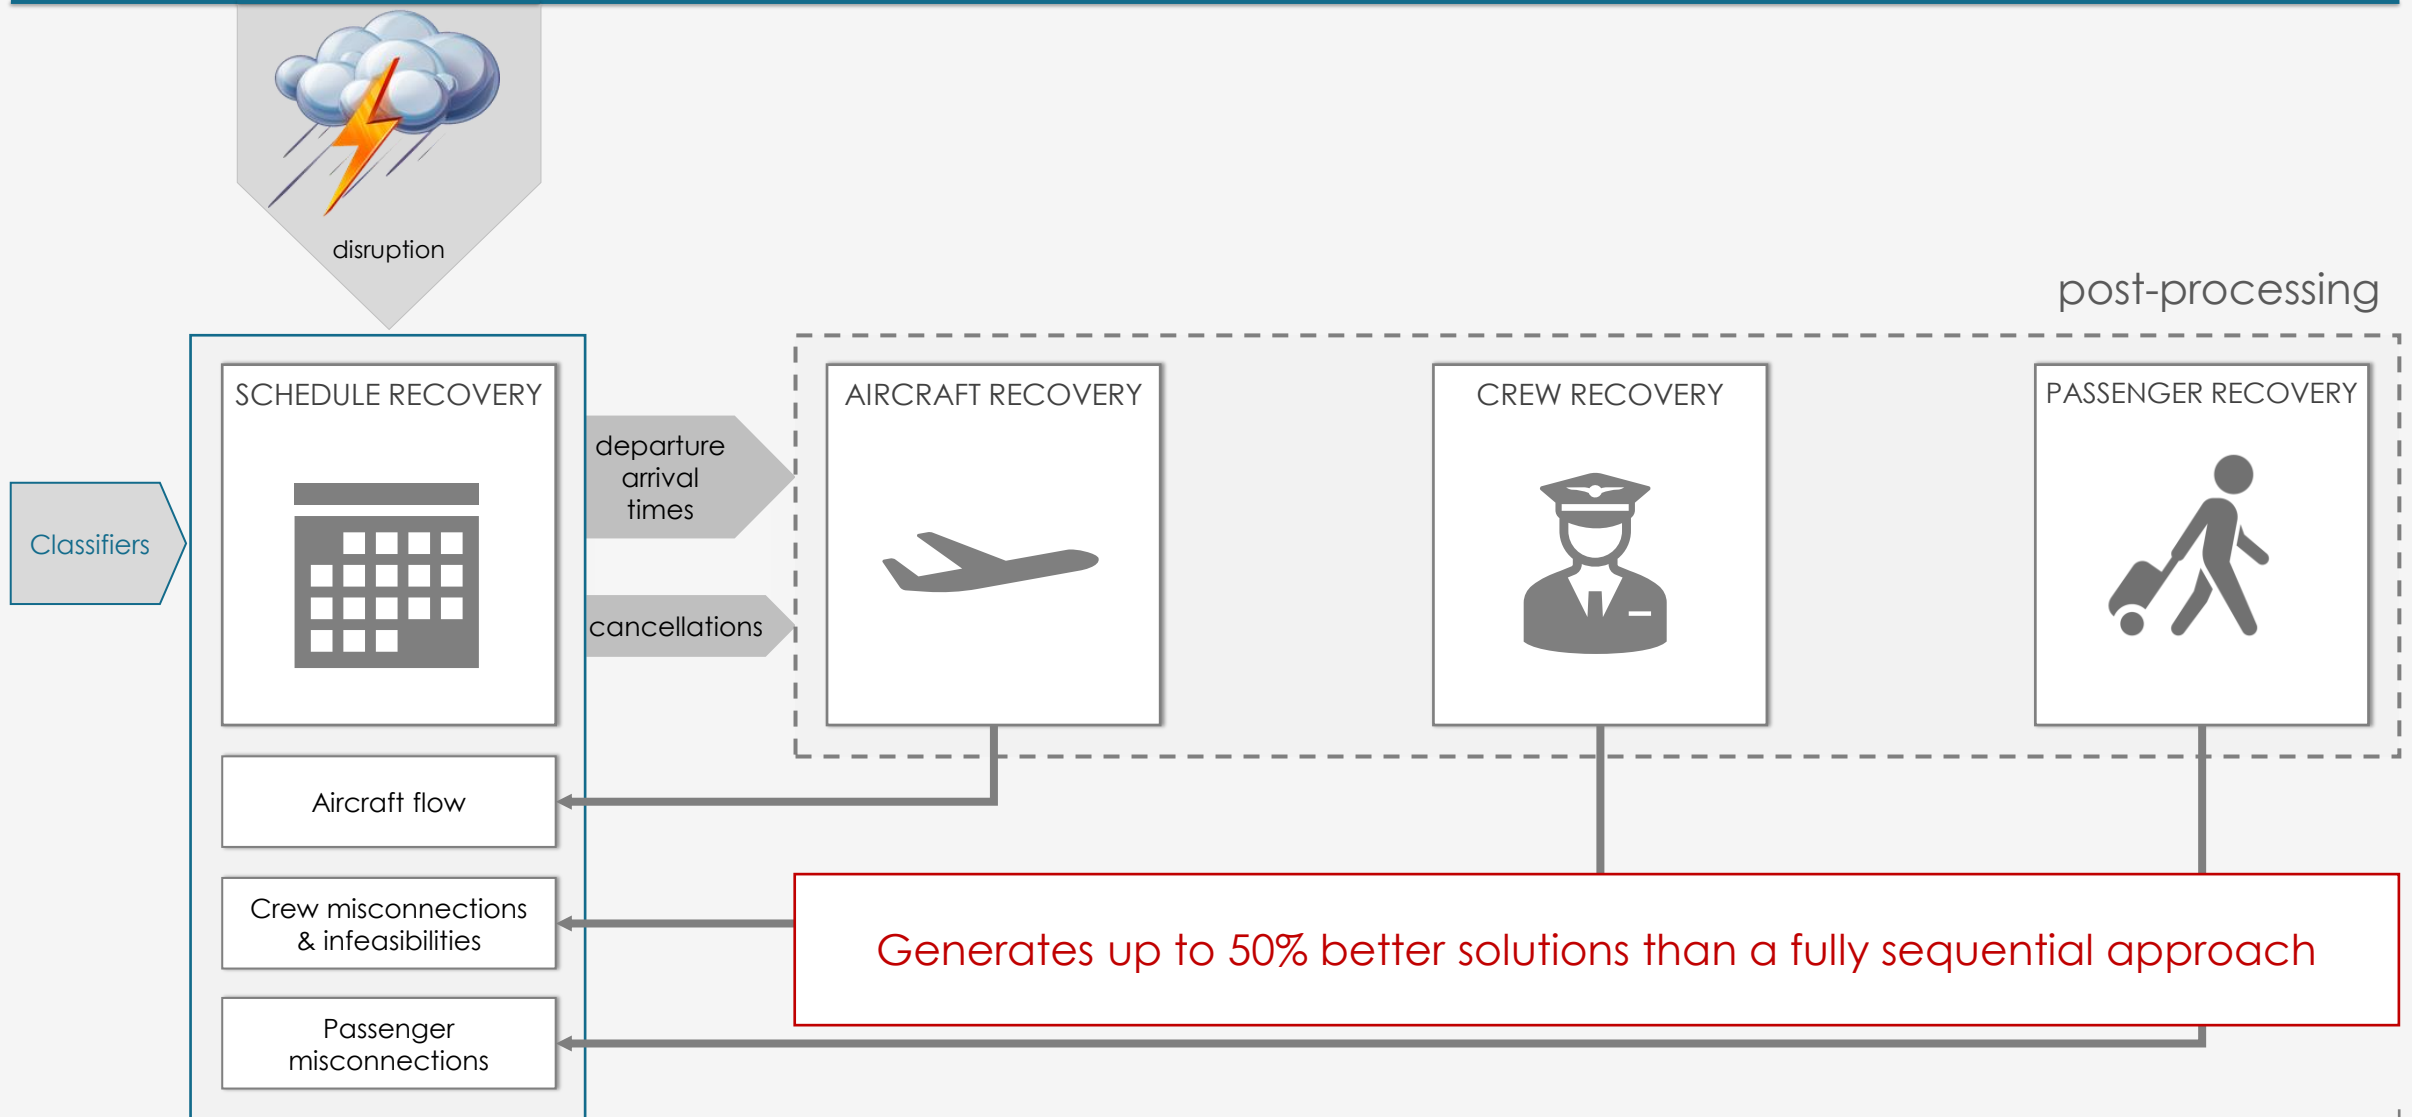 disruption
post-processing
SCHEDULE RECOVERY
AIRCRAFT RECOVERY
CREW RECOVERY
PASSENGER RECOVERY
departure
arrival
times
Classifiers
cancellations
Aircraft flow
Crew misconnections
& infeasibilities
Generates up to 50% better solutions than a fully sequential approach
Passenger
misconnections